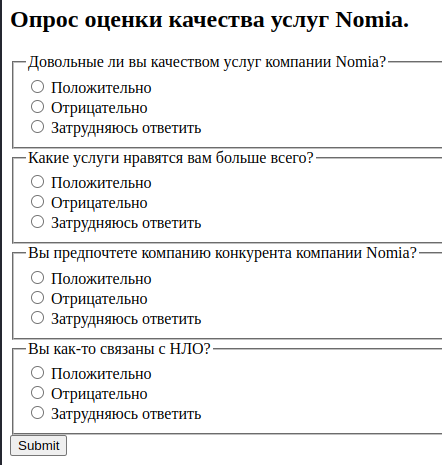 Опрос оценки качества услуг Nomia.
Довольные ли вы качеством услуг компании Nomia?
Положительно
Отрицательно
Затрудняюсь ответить
Какие услуги нравятся вам больше всего?
Положительно
Отрицательно
Затрудняюсь ответить
Вы предпочтете компанию конкурента компании Nomia?
Положительно
Отрицательно
Затрудняюсь ответить
Вы как-то связаны с НЛО?
Положительно
Отрицательно
Затрудняюсь ответить
Submit